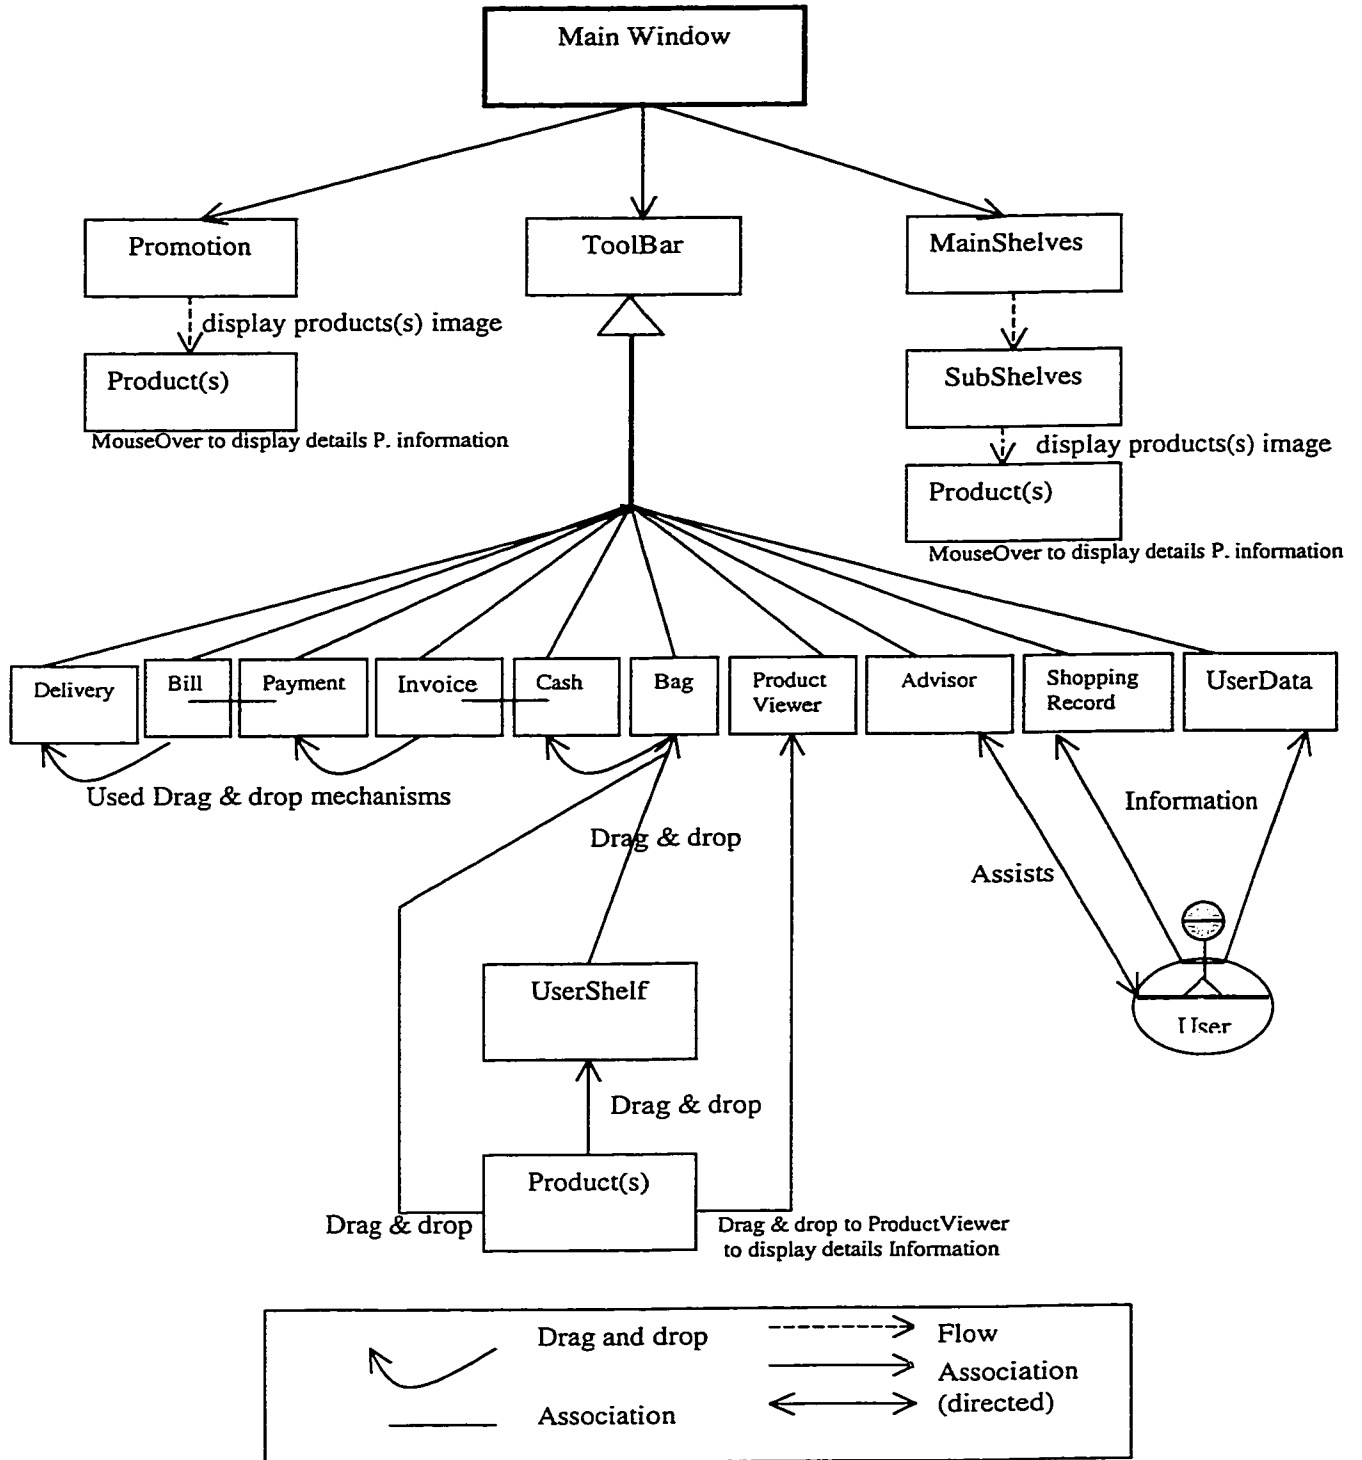 Main Window
Promotion
ToolBar
MainShelves
display products(s) image
Product(s)
MouseOver to display details P. information
SubShelves
display products(s) image
Product(s)
MouseOver to display details P. information
Delivery
Bill
Payment
Invoice
Cash
Bag
Product
Viewer
Advisor
Shopping
Record
UserData
Used Drag & drop mechanisms
Drag & drop
Information
Assists
UserShelf
User
Drag & drop
Product(s)
Drag & drop
Drag & drop to ProductViewer
to display details Information
Drag and drop
Flow
Association
(directed)
Association